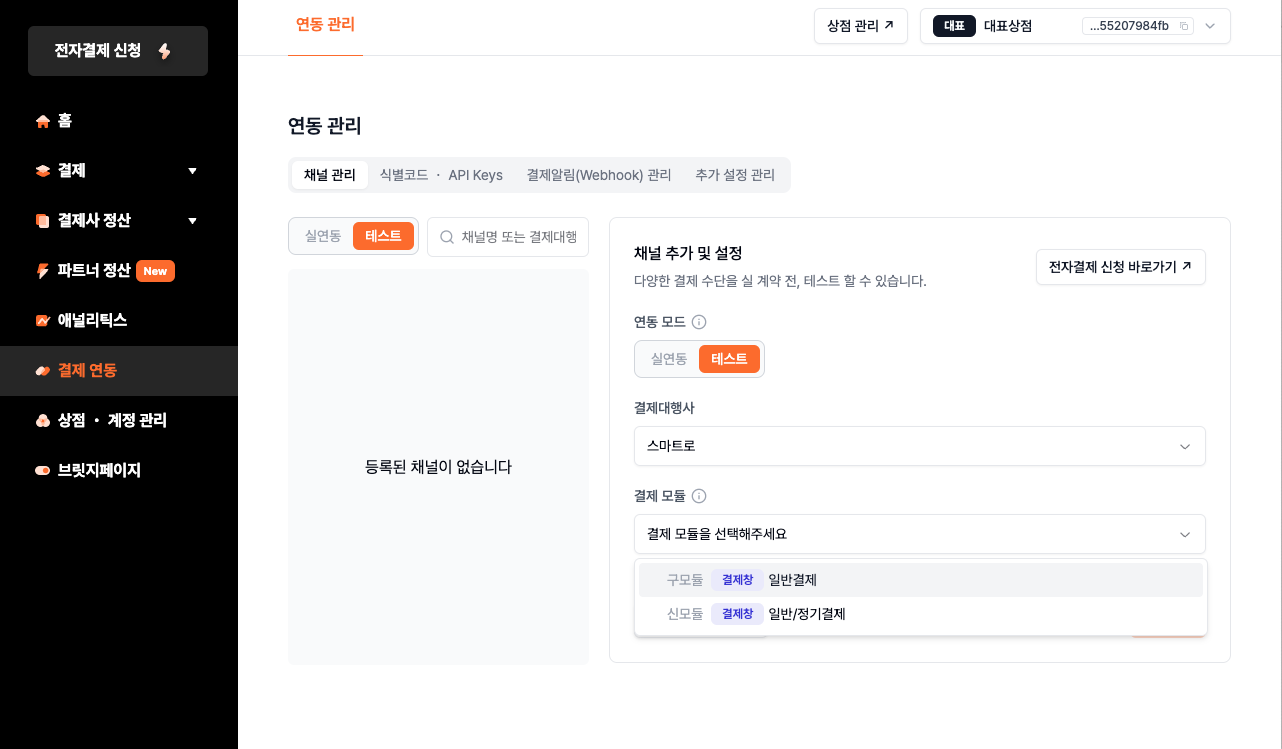 전자결제 신청
홈
결제
결제사 정산
파트너 정산 New
애널리틱스
결제 연동
상점 · 계정 관리
브릿지페이지
연동 관리
상점 관리
대표 대표상점 ...55207984fb
연동 관리
채널 관리 식별코드 · API Keys 결제알림(Webhook) 관리 추가 설정 관리
실연동 테스트 채널명 또는 결제대행
등록된 채널이 없습니다
채널 추가 및 설정
다양한 결제 수단을 실 계약 전, 테스트 할 수 있습니다.
전자결제 신청 바로가기
연동 모드
실연동 테스트
결제대행사
스마트로
결제 모듈
결제 모듈을 선택해주세요
구모듈 결제창 일반결제
신모듈 결제창 일반/정기결제